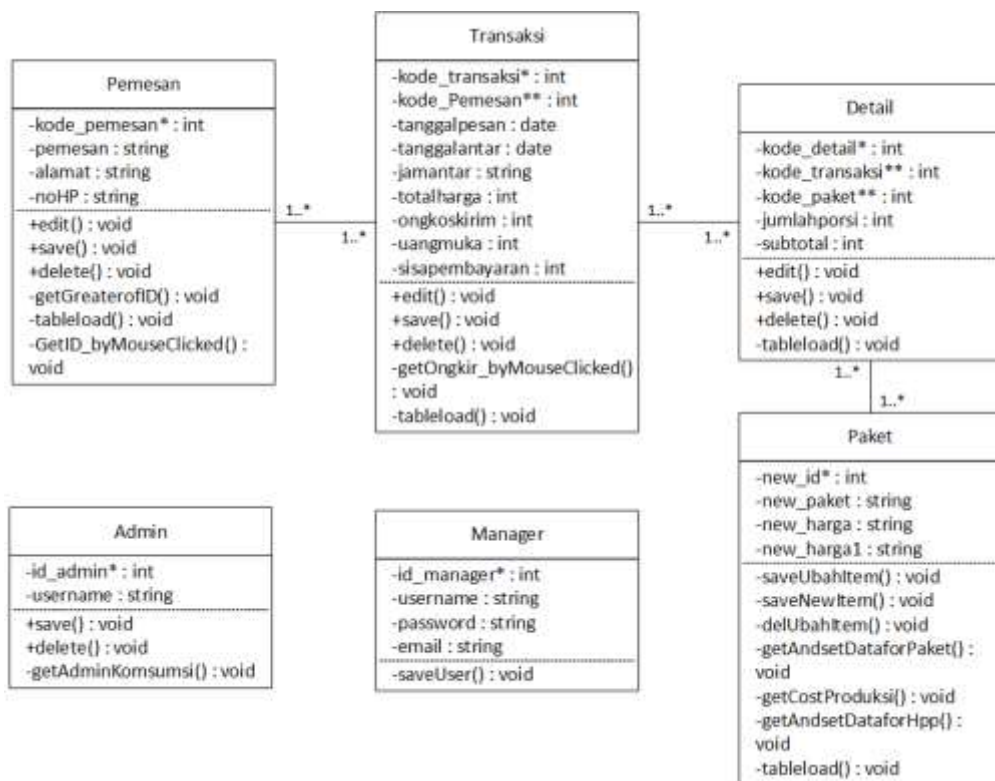 Pemesan
-kode_pemesan* : int
-pemesan : string
-alamat : string
-noHP : string
+edit() : void
+save() : void
+delete() : void
-getGreaterofID() : void
-tableload() : void
-GetID_byMouseClicked() :
void
1..*
1..*
Transaksi
-kode_transaksi* : int
-kode_Pemesan** : int
-tanggalpesan : date
-tanggalantar : date
-jamantar : string
-totalharga : int
-ongkoskirim : int
-uangmuka : int
-sisapembayaran : int
+edit() : void
+save() : void
+delete() : void
-getOngkir_byMouseClicked()
: void
-tableload() : void
1..*
1..*
Detail
-kode_detail* : int
-kode_transaksi** : int
-kode_paket** : int
-jumlahporsi : int
-subtotal : int
+edit() : void
+save() : void
+delete() : void
-tableload() : void
1..*
1..*
Paket
-new_id* : int
-new_paket : string
-new_harga : string
-new_harga1 : string
-saveUbahItem() : void
-saveNewItem() : void
-delUbahItem() : void
-getAndsetDataforPaket() :
void
-getCostProduksi() : void
-getAndsetDataforHpp() :
void
-tableload() : void
Admin
-id_admin* : int
-username : string
+save() : void
+delete() : void
-getAdminKomsumsi() : void
Manager
-id_manager* : int
-username : string
-password : string
-email : string
-saveUser() : void